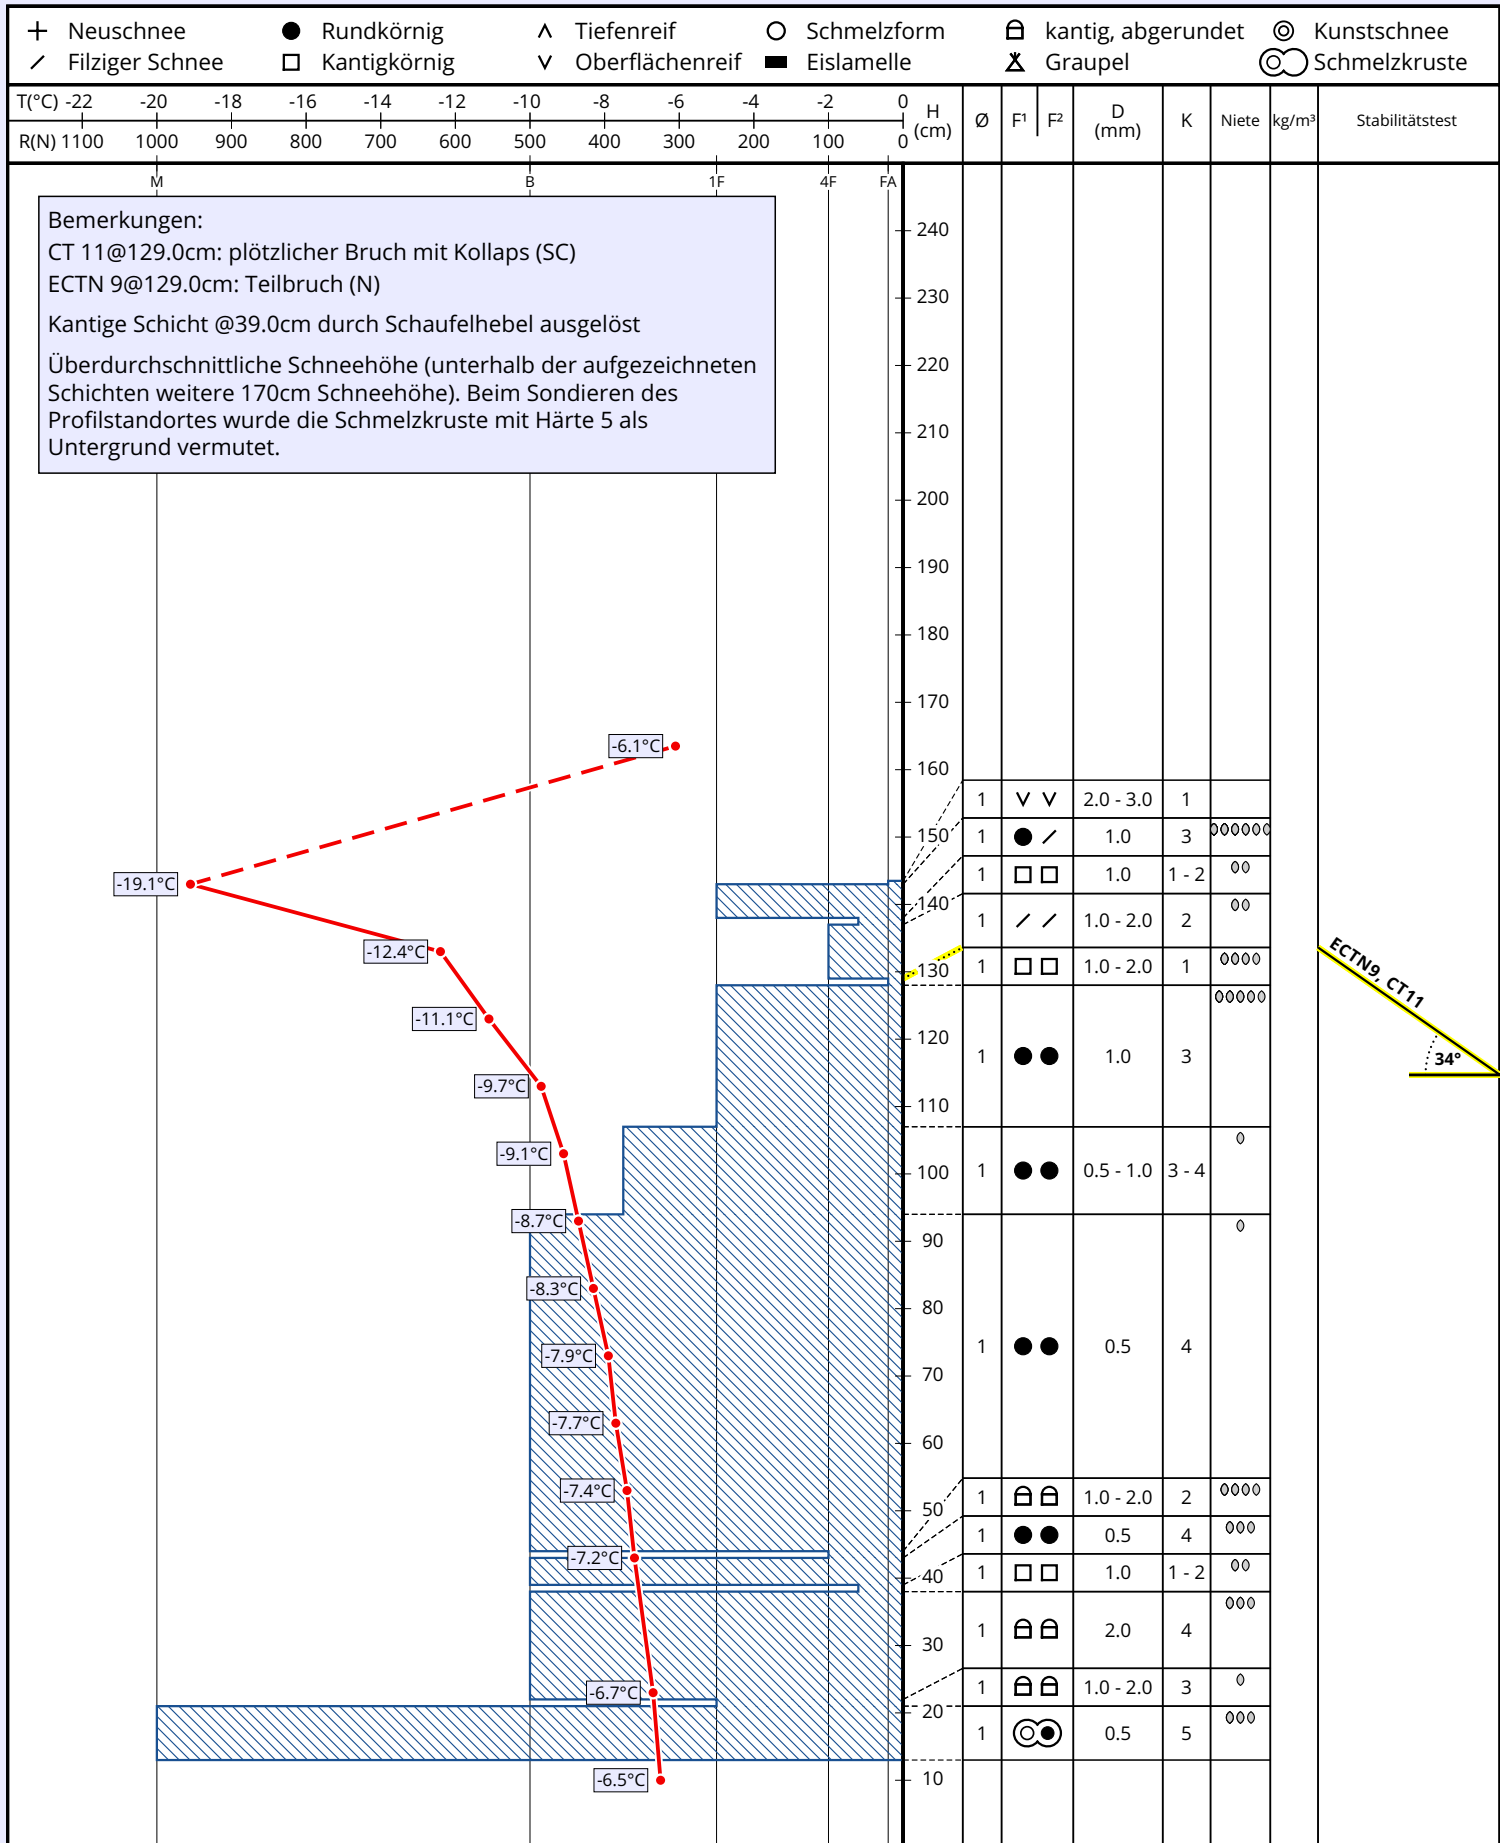 Neuschnee Rundkörnig Tiefenreif Schmelzform kantig, abgerundet Kunstschnee
Filziger Schnee Kantigkörnig Oberflächenreif Eislamelle Graupel Schmelzkruste
T(°C) -22 -20 -18 -16 -14 -12 -10 -8 -6 -4 -2 0
R(N) 1100 1000 900 800 700 600 500 400 300 200 100 0
H (cm) Ø F¹ F² D (mm) K Niete kg/m³ Stabilitätstest
M B 1F 4F FA
Bemerkungen:
CT 11@129.0cm: plötzlicher Bruch mit Kollaps (SC)
ECTN 9@129.0cm: Teilbruch (N)
Kantige Schicht @39.0cm durch Schaufelhebel ausgelöst
Überdurchschnittliche Schneehöhe (unterhalb der aufgezeichneten
Schichten weitere 170cm Schneehöhe). Beim Sondieren des
Profilstandortes wurde die Schmelzkruste mit Härte 5 als
Untergrund vermutet.
240
230
220
210
200
190
180
170
-6.1°C
160
1 2.0 - 3.0 1
150
1 1.0 3
1 1.0 1 - 2
-19.1°C
140
1 1.0 - 2.0 2
-12.4°C
130
1 1.0 - 2.0 1
ECTN9, CT11
-11.1°C
120
1 1.0 3
34°
-9.7°C
110
-9.1°C
100
1 0.5 - 1.0 3 - 4
-8.7°C
90
-8.3°C
80
1 0.5 4
-7.9°C
70
-7.7°C
60
-7.4°C
1 1.0 - 2.0 2
50
1 0.5 4
-7.2°C
1 1.0 1 - 2
40
1 2.0 4
30
-6.7°C
1 1.0 - 2.0 3
20
1 0.5 5
-6.5°C
10